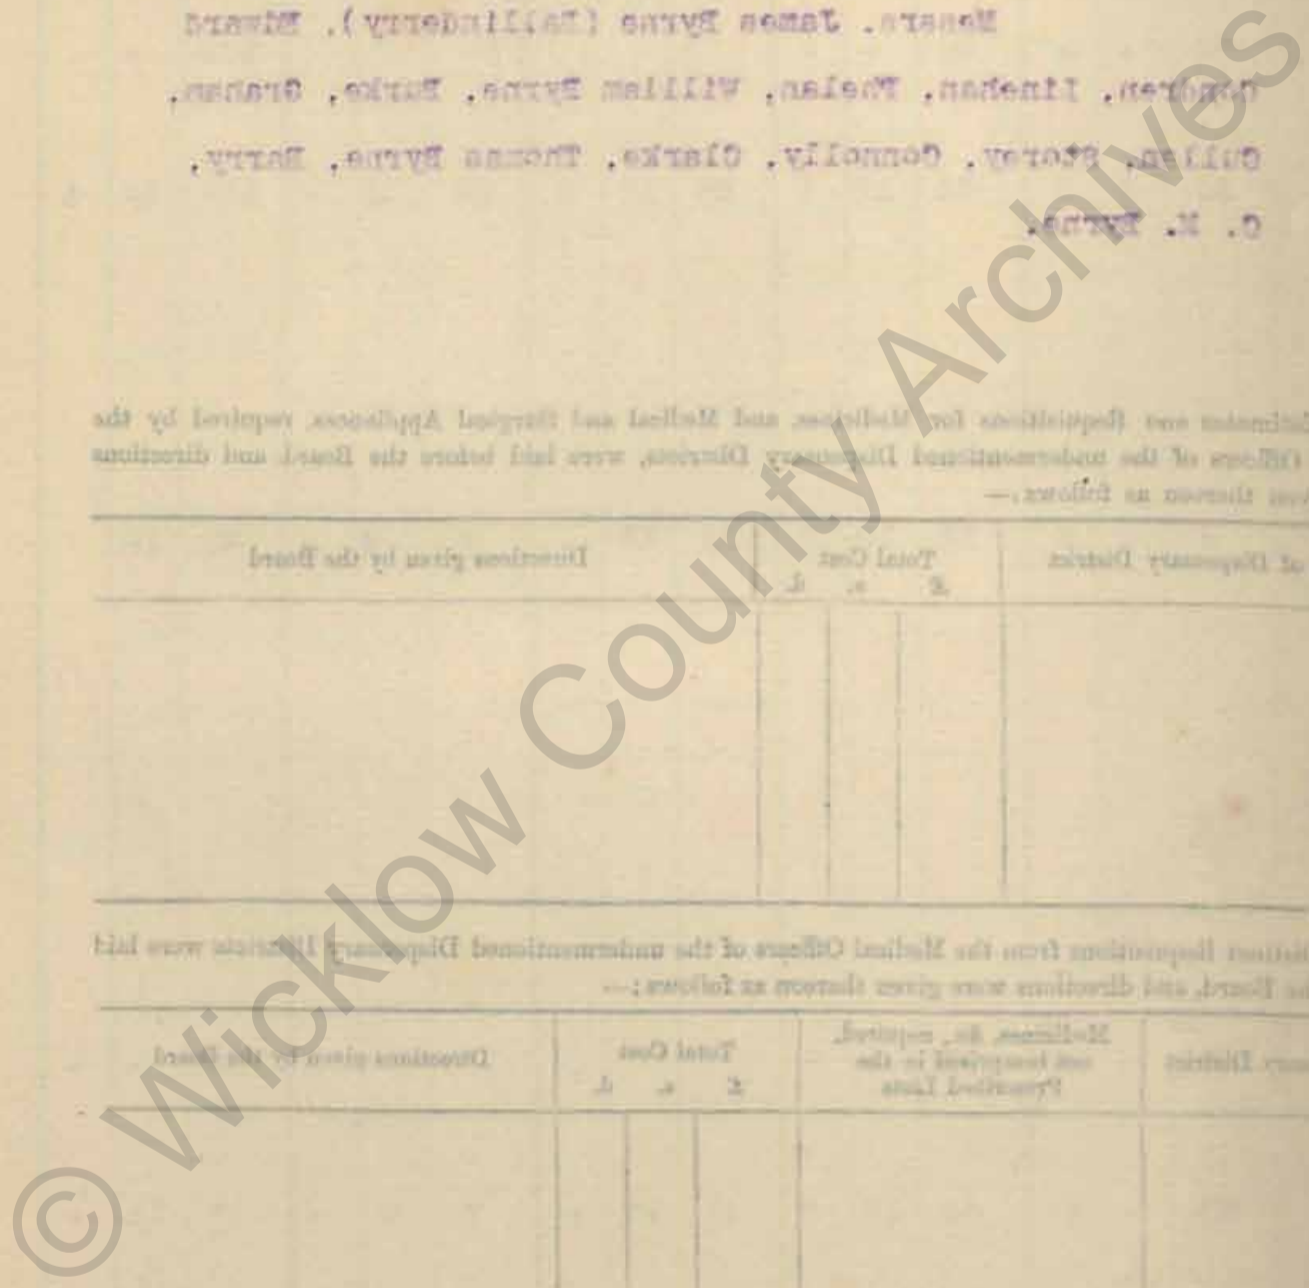 Messrs. James Byrne (Tallinderry), Edward
Condren, Linehan, Phelan, William Byrne, Burke, Graham,
Cullen, Storey, Connolly, Clarke, Thomas Byrne, Barry,
C. M. Byrne.
Estimates and Requisitions for Medicines, and Medical and Surgical Appliances, required by the
Officers of the undermentioned Dispensary Districts, were laid before the Board and directions
thereon as follows,—
of Dispensary District
Total Cost
£ s. d.
Directions given by the Board
Requisitions from the Medical Officers of the undermentioned Dispensary Districts were laid
Board, and directions were given thereon as follows:—
District
Medicines, &c., required,
not comprised in the
Prescribed Lists
Total Cost
£ s. d.
Directions given by the Board
© Wicklow County Archives